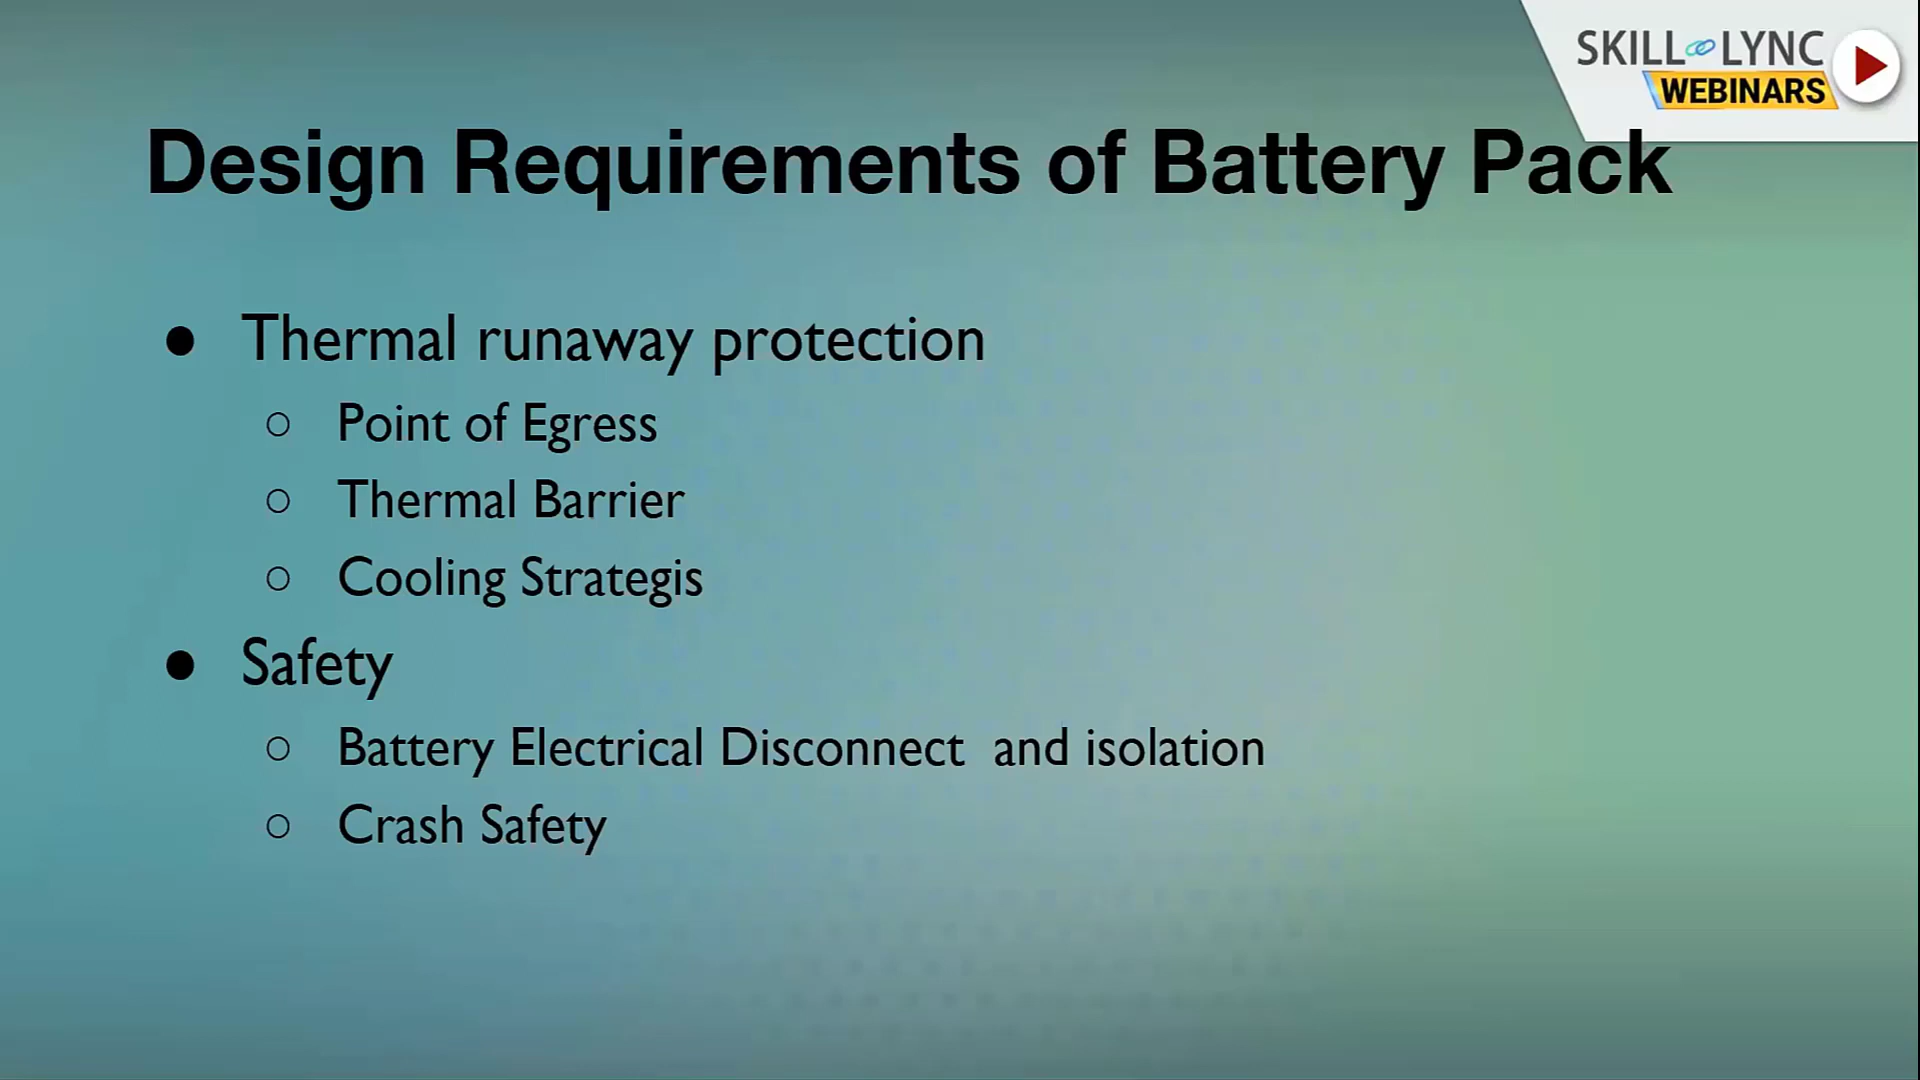 SKILL LYNC
WEBINARS
Design Requirements of Battery Pack
● Thermal runaway protection
○ Point of Egress
○ Thermal Barrier
○ Cooling Strategis
● Safety
○ Battery Electrical Disconnect and isolation
○ Crash Safety